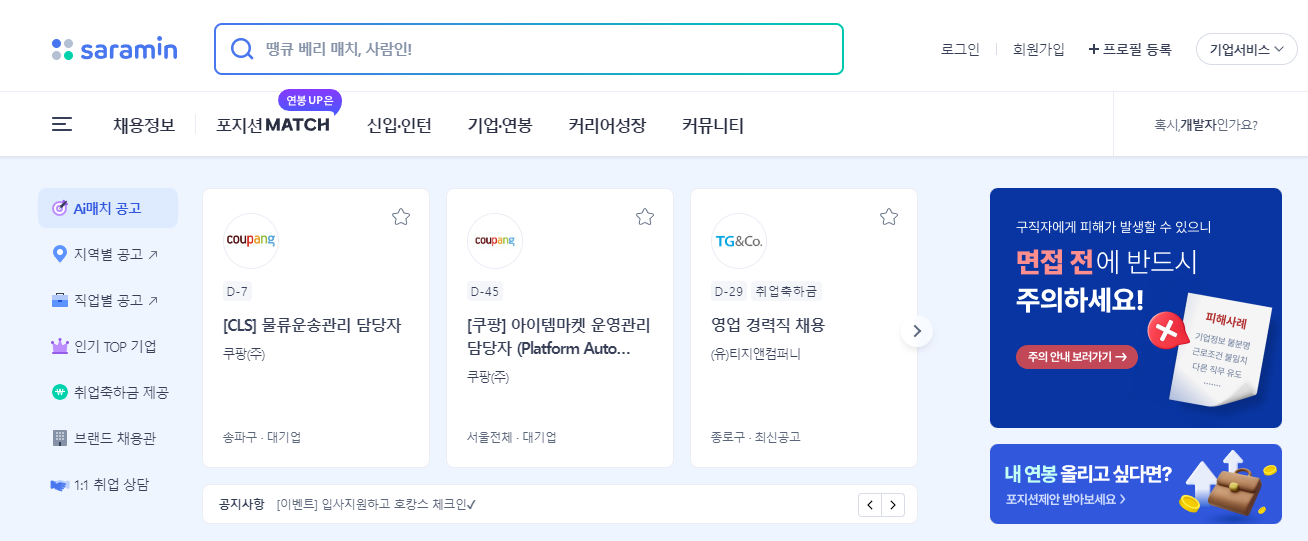 saramin
땡큐 베리 매치, 사람인!
로그인
회원가입
+ 프로필 등록
기업서비스
연봉 UP은
채용정보
포지션 MATCH
신입·인턴
기업·연봉
커리어성장
커뮤니티
혹시, 개발자인가요?
Ai매치 공고
지역별 공고
직업별 공고
인기 TOP 기업
취업축하금 제공
브랜드 채용관
1:1 취업 상담
coupang
D-7
[CLS] 물류운송관리 담당자
쿠팡(주)
송파구 · 대기업
coupang
D-45
[쿠팡] 아이템마켓 운영관리
담당자 (Platform Auto...
쿠팡(주)
서울전체 · 대기업
TG&Co.
D-29 취업축하금
영업 경력직 채용
(유)티지앤컴퍼니
종로구 · 최신공고
공지사항 [이벤트] 입사지원하고 호캉스 체크인✓
구직자에게 피해가 발생할 수 있으니
면접 전에 반드시
주의하세요!
주의 안내 보러가기 →
피해사례
기업정보 불분명
근로조건 불일치
다른 직무 유도
.......
내 연봉 올리고 싶다면?
포지션제안 받아보세요 >